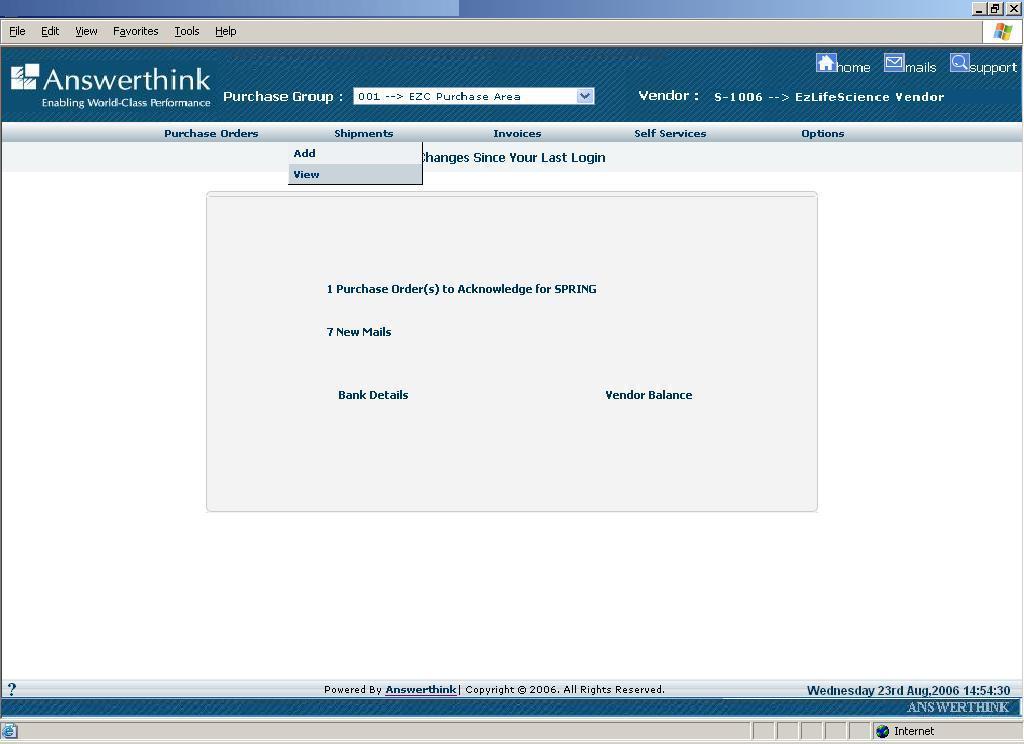 File Edit View Favorites Tools Help
Answerthink
Enabling World-Class Performance
home mails support
Purchase Group : 001 --> EZC Purchase Area Vendor : S-1006 --> EzLifeScience Vendor
Purchase Orders Shipments Invoices Self Services Options
Add
Changes Since Your Last Login
View
1 Purchase Order(s) to Acknowledge for SPRING
7 New Mails
Bank Details Vendor Balance
? Powered By Answerthink| Copyright © 2006. All Rights Reserved. Wednesday 23rd Aug,2006 14:54:30
ANSWERTHINK
Internet